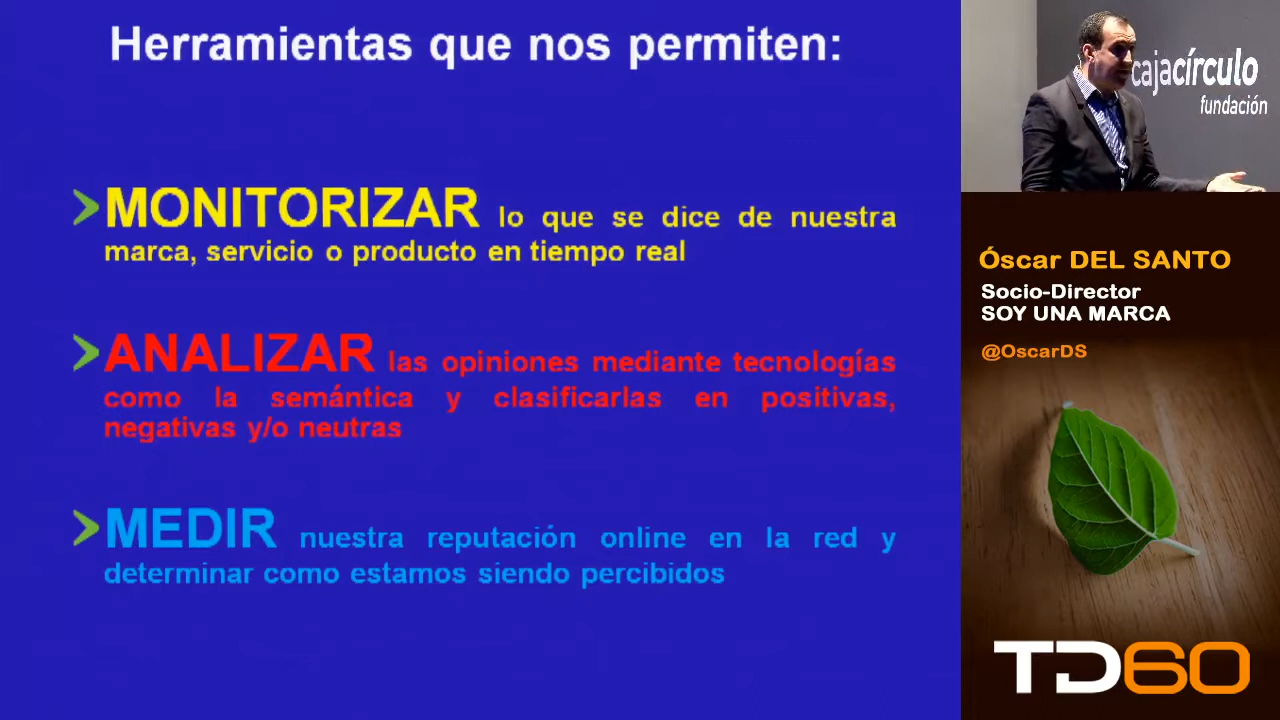 Herramientas que nos permiten:
MONITORIZAR lo que se dice de nuestra
marca, servicio o producto en tiempo real
ANALIZAR las opiniones mediante tecnologías
como la semántica y clasificarlas en positivas,
negativas y/o neutras
MEDIR nuestra reputación online en la red y
determinar como estamos siendo percibidos
cajacírculo
fundación
Óscar DEL SANTO
Socio-Director
SOY UNA MARCA
@OscarDS
TD60